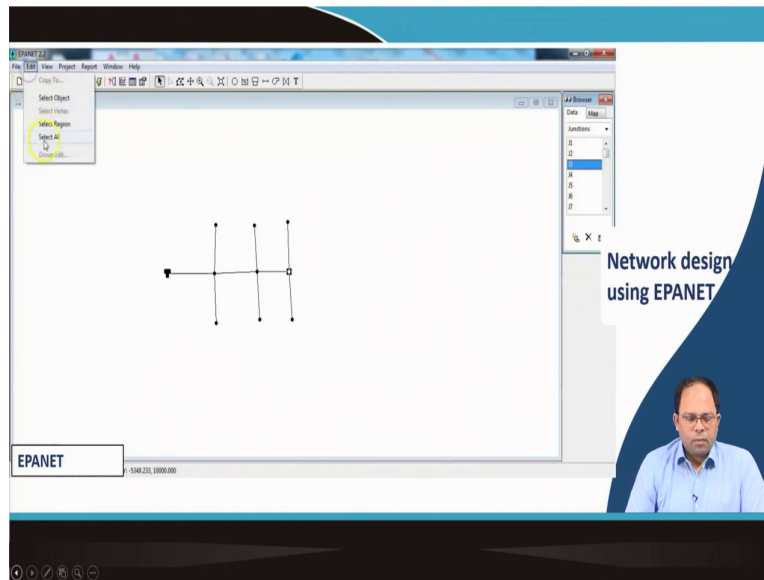 EPANET 2.2
File Edit View Project Report Window Help
Copy To...
Select Object
Select Vertex
Select Region
Select All
Group Edit...
Browser
Data Map
Junctions
J1
J2
J3
J4
J5
J6
J7
Network design
using EPANET
EPANET
Y: -5349.233, 10000.000